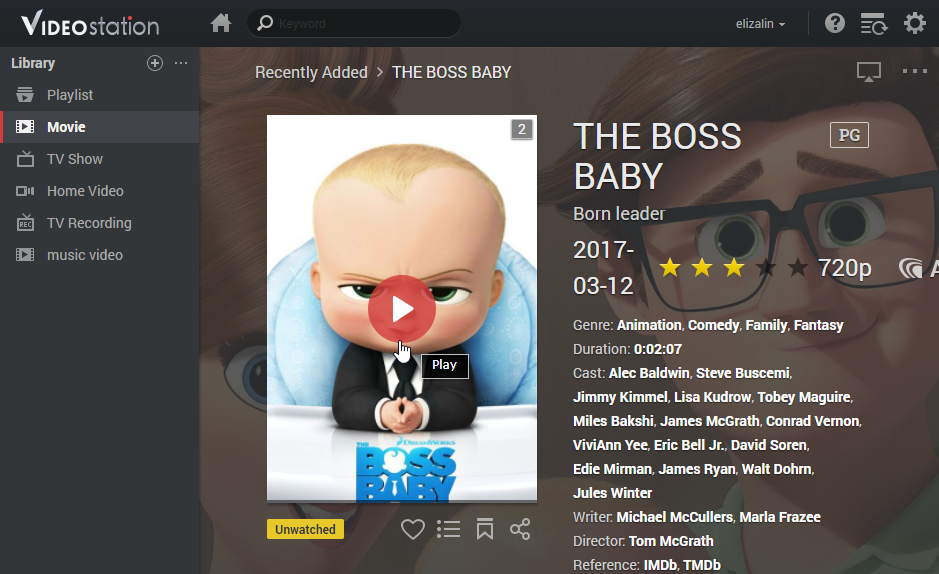 VIDEOstation
Keyword
elizalin
Library
Playlist
Movie
TV Show
Home Video
REC
TV Recording
music video
Recently Added > THE BOSS BABY
2
Play
THE
DREAMWORKS
BOSS
BABY
Unwatched
THE BOSS
BABY
PG
Born leader
2017-
03-12
720p
A
Genre: Animation, Comedy, Family, Fantasy
Duration: 0:02:07
Cast: Alec Baldwin, Steve Buscemi,
Jimmy Kimmel, Lisa Kudrow, Tobey Maguire,
Miles Bakshi, James McGrath, Conrad Vernon,
ViviAnn Yee, Eric Bell Jr., David Soren,
Edie Mirman, James Ryan, Walt Dohrn,
Jules Winter
Writer: Michael McCullers, Marla Frazee
Director: Tom McGrath
Reference: IMDb, TMDb